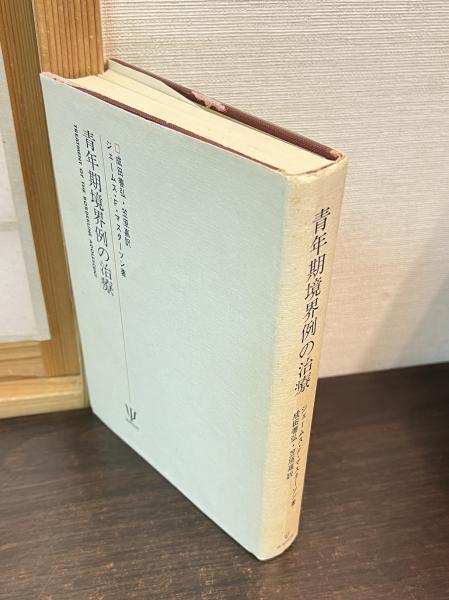 青年期境界例の治療
ジェームス・F・マスターソン著
成田善弘・笠原嘉訳
TREATMENT OF THE BORDERLINE ADOLESCENT
青年期境界例の治療
ジェームス・F・マスターソン著
□成田善弘・笠原嘉訳